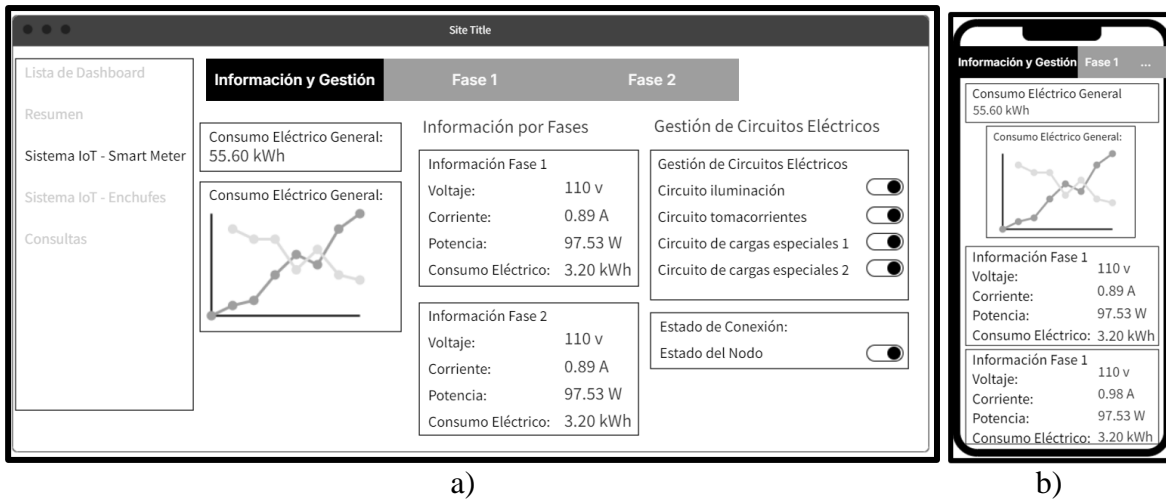 Site Title
Lista de Dashboard
Resumen
Sistema IoT - Smart Meter
Sistema IoT - Enchufes
Consultas
Información y Gestión Fase 1 Fase 2
Consumo Eléctrico General:
55.60 kWh
Consumo Eléctrico General:
Información por Fases
Información Fase 1
Voltaje: 110 v
Corriente: 0.89 A
Potencia: 97.53 W
Consumo Eléctrico: 3.20 kWh
Información Fase 2
Voltaje: 110 v
Corriente: 0.89 A
Potencia: 97.53 W
Consumo Eléctrico: 3.20 kWh
Gestión de Circuitos Eléctricos
Gestión de Circuitos Eléctricos
Circuito iluminación
Circuito tomacorrientes
Circuito de cargas especiales 1
Circuito de cargas especiales 2
Estado de Conexión:
Estado del Nodo
a)
Información y Gestión Fase 1 ...
Consumo Eléctrico General
55.60 kWh
Consumo Eléctrico General:
Información Fase 1
Voltaje: 110 v
Corriente: 0.89 A
Potencia: 97.53 W
Consumo Eléctrico: 3.20 kWh
Información Fase 1
Voltaje: 110 v
Corriente: 0.98 A
Potencia: 97.53 W
Consumo Eléctrico: 3.20 kWh
b)